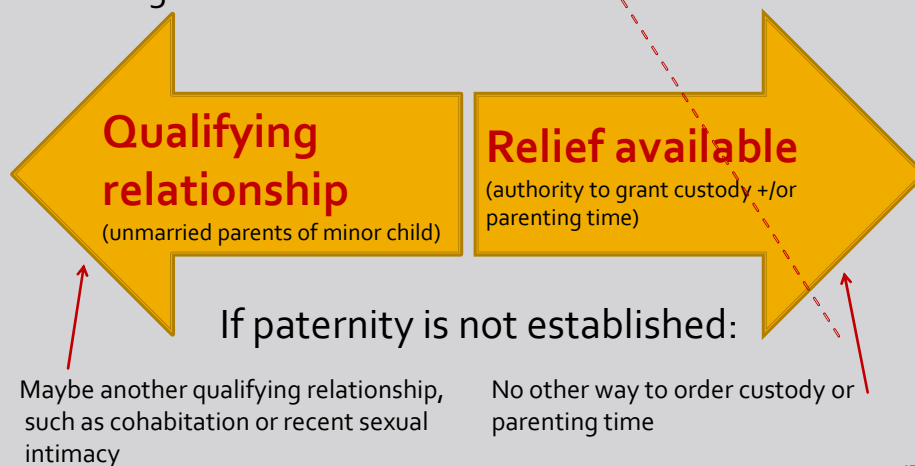 Qualifying
relationship
(unmarried parents of minor child)
Relief available
(authority to grant custody +/or
parenting time)
If paternity is not established:
Maybe another qualifying relationship,
such as cohabitation or recent sexual
intimacy
No other way to order custody or
parenting time